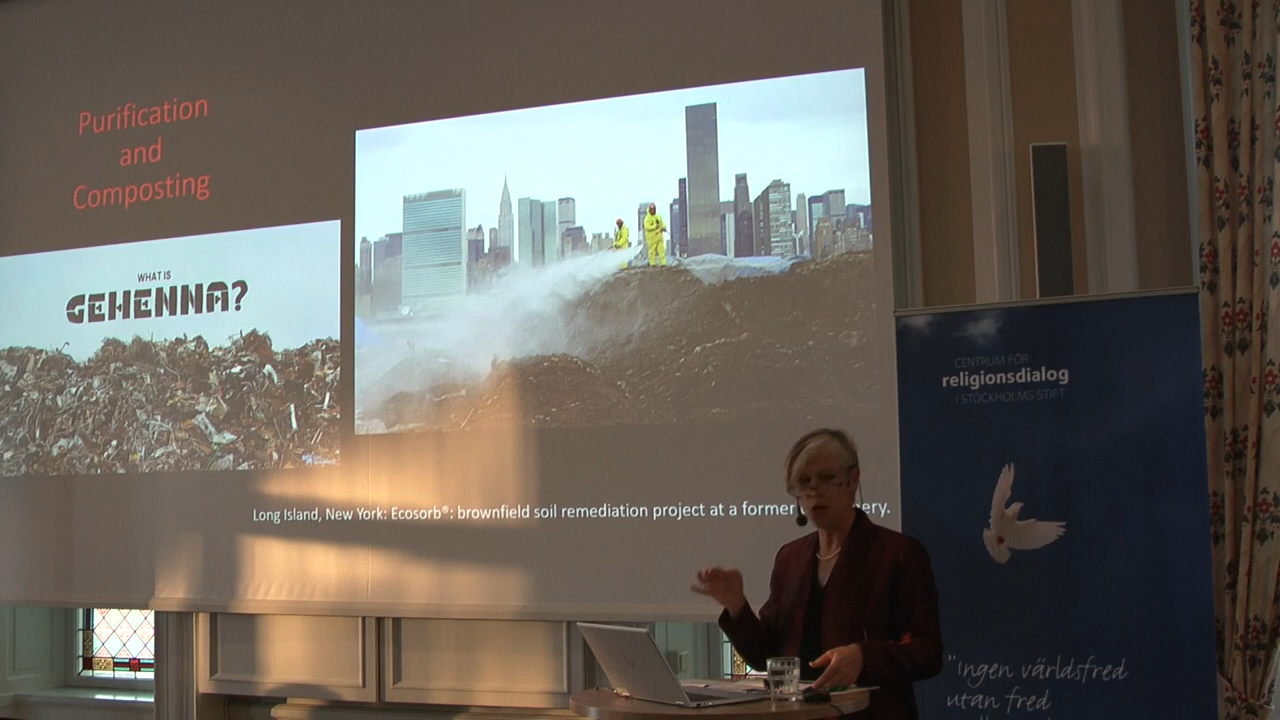 Purification
and
Composting
WHAT IS
GEHENNA?
Long Island, New York: Ecosorb®: brownfield soil remediation project at a former
CENTRUM FÖR
religionsdialog
I STOCKHOLMS STIFT
"Ingen världsfred
utan fred